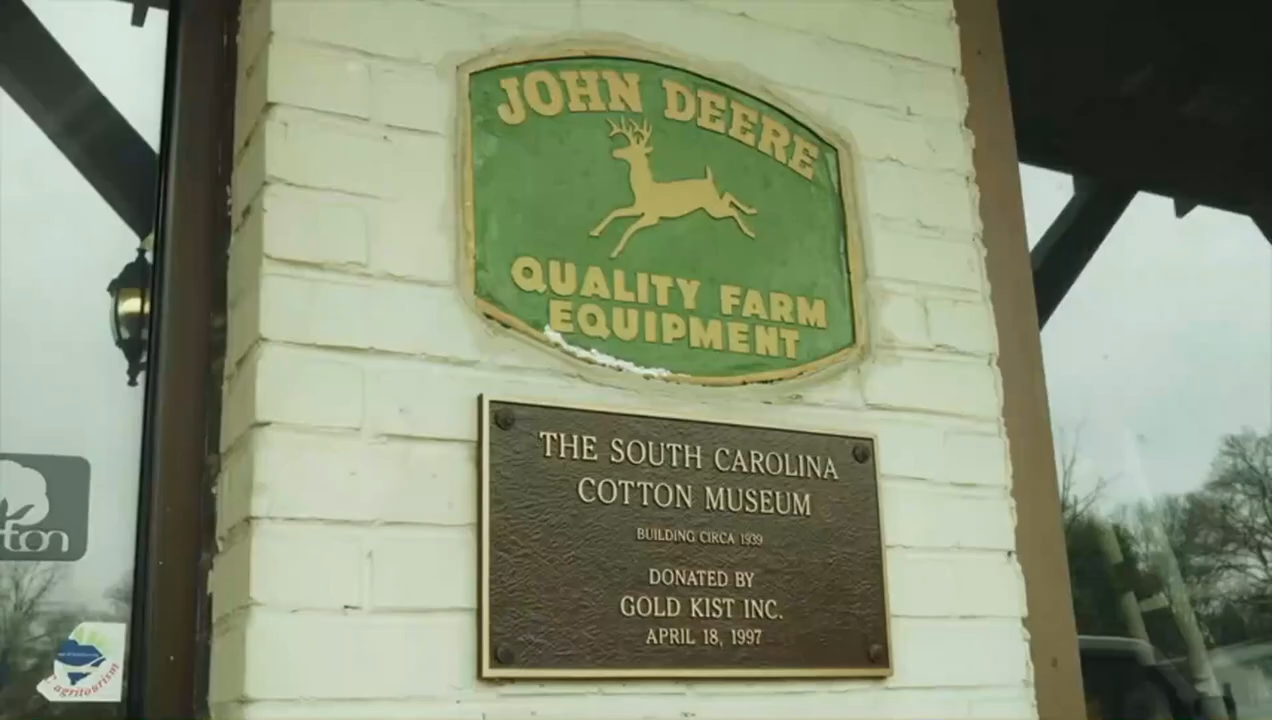 JOHN DEERE
QUALITY FARM
EQUIPMENT
THE SOUTH CAROLINA
COTTON MUSEUM
BUILDING CIRCA 1939
DONATED BY
GOLD KIST INC.
APRIL 18, 1997
agritourism